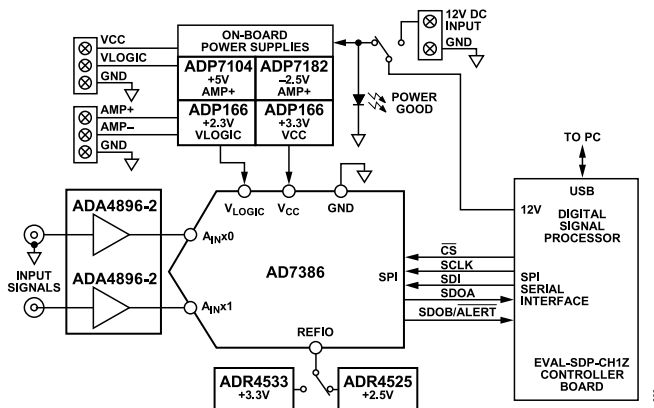 VCC
VLOGIC
GND
AMP+
AMP–
GND
ON-BOARD
POWER SUPPLIES
ADP7104
+5V
AMP+
ADP7182
–2.5V
AMP+
ADP166
+2.3V
VLOGIC
ADP166
+3.3V
VCC
12V DC
INPUT
GND
POWER
GOOD
TO PC
USB
12V
DIGITAL
SIGNAL
PROCESSOR
SPI
SERIAL
INTERFACE
EVAL-SDP-CH1Z
CONTROLLER
BOARD
ADA4896-2
ADA4896-2
INPUT
SIGNALS
VLOGIC
VCC
GND
AINx0
AINx1
AD7386
SPI
CS
SCLK
SDI
SDOA
SDOB/ALERT
REFIO
ADR4533
+3.3V
ADR4525
+2.5V